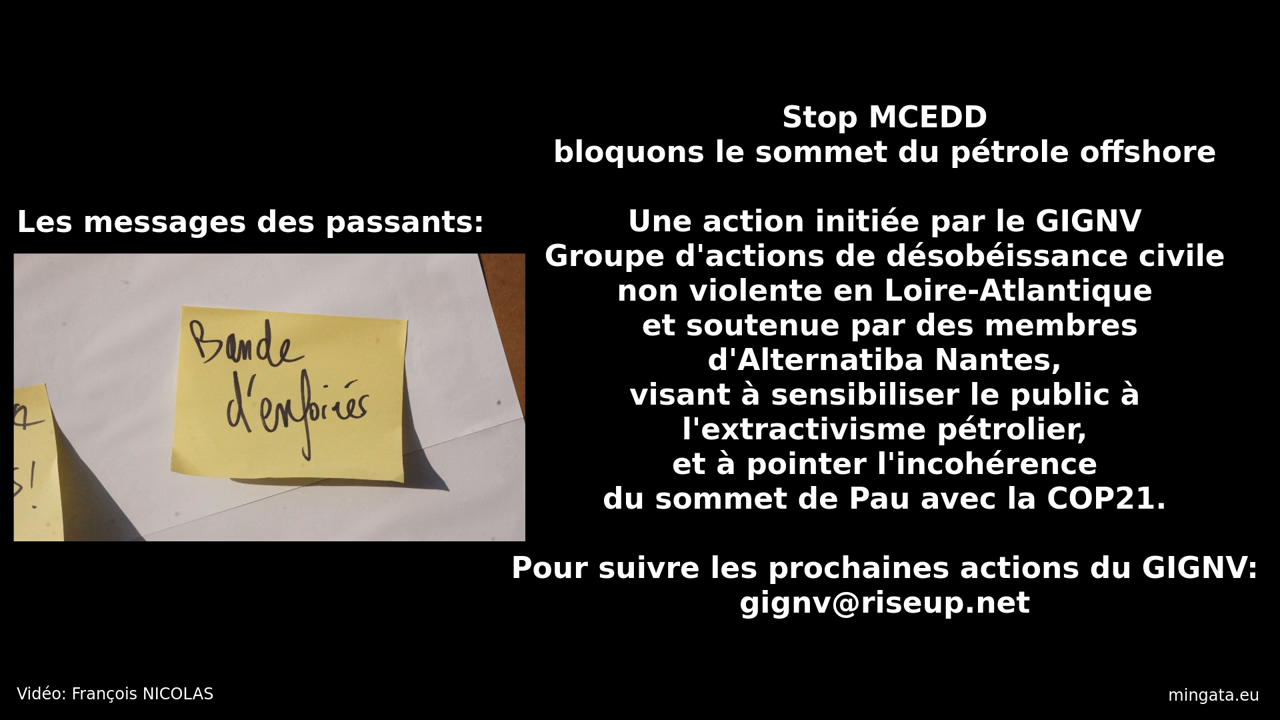 Stop MCEDD
bloquons le sommet du pétrole offshore
Les messages des passants:
Bande
d'enfoirés
s!
Une action initiée par le GIGNV
Groupe d'actions de désobéissance civile
non violente en Loire-Atlantique
et soutenue par des membres
d'Alternatiba Nantes,
visant à sensibiliser le public à
l'extractivisme pétrolier,
et à pointer l'incohérence
du sommet de Pau avec la COP21.
Pour suivre les prochaines actions du GIGNV:
gignv@riseup.net
Vidéo: François NICOLAS
mingata.eu